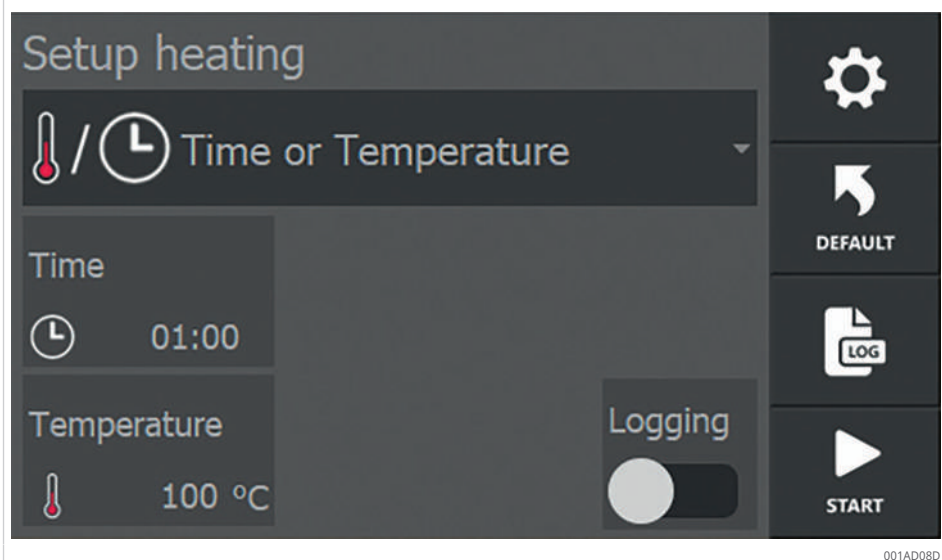 Setup heating
/ Time or Temperature
Time
01:00
Temperature
100 °C
Logging
DEFAULT
LOG
START
001AD08D